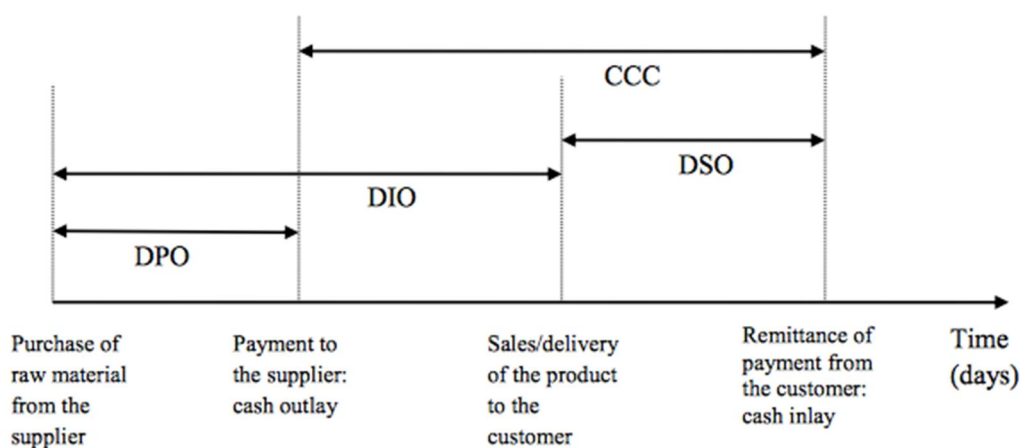 CCC
DSO
DIO
DPO
Purchase of
raw material
from the
supplier
Payment to
the supplier:
cash outlay
Sales/delivery
of the product
to the
customer
Remittance of
payment from
the customer:
cash inlay
Time
(days)